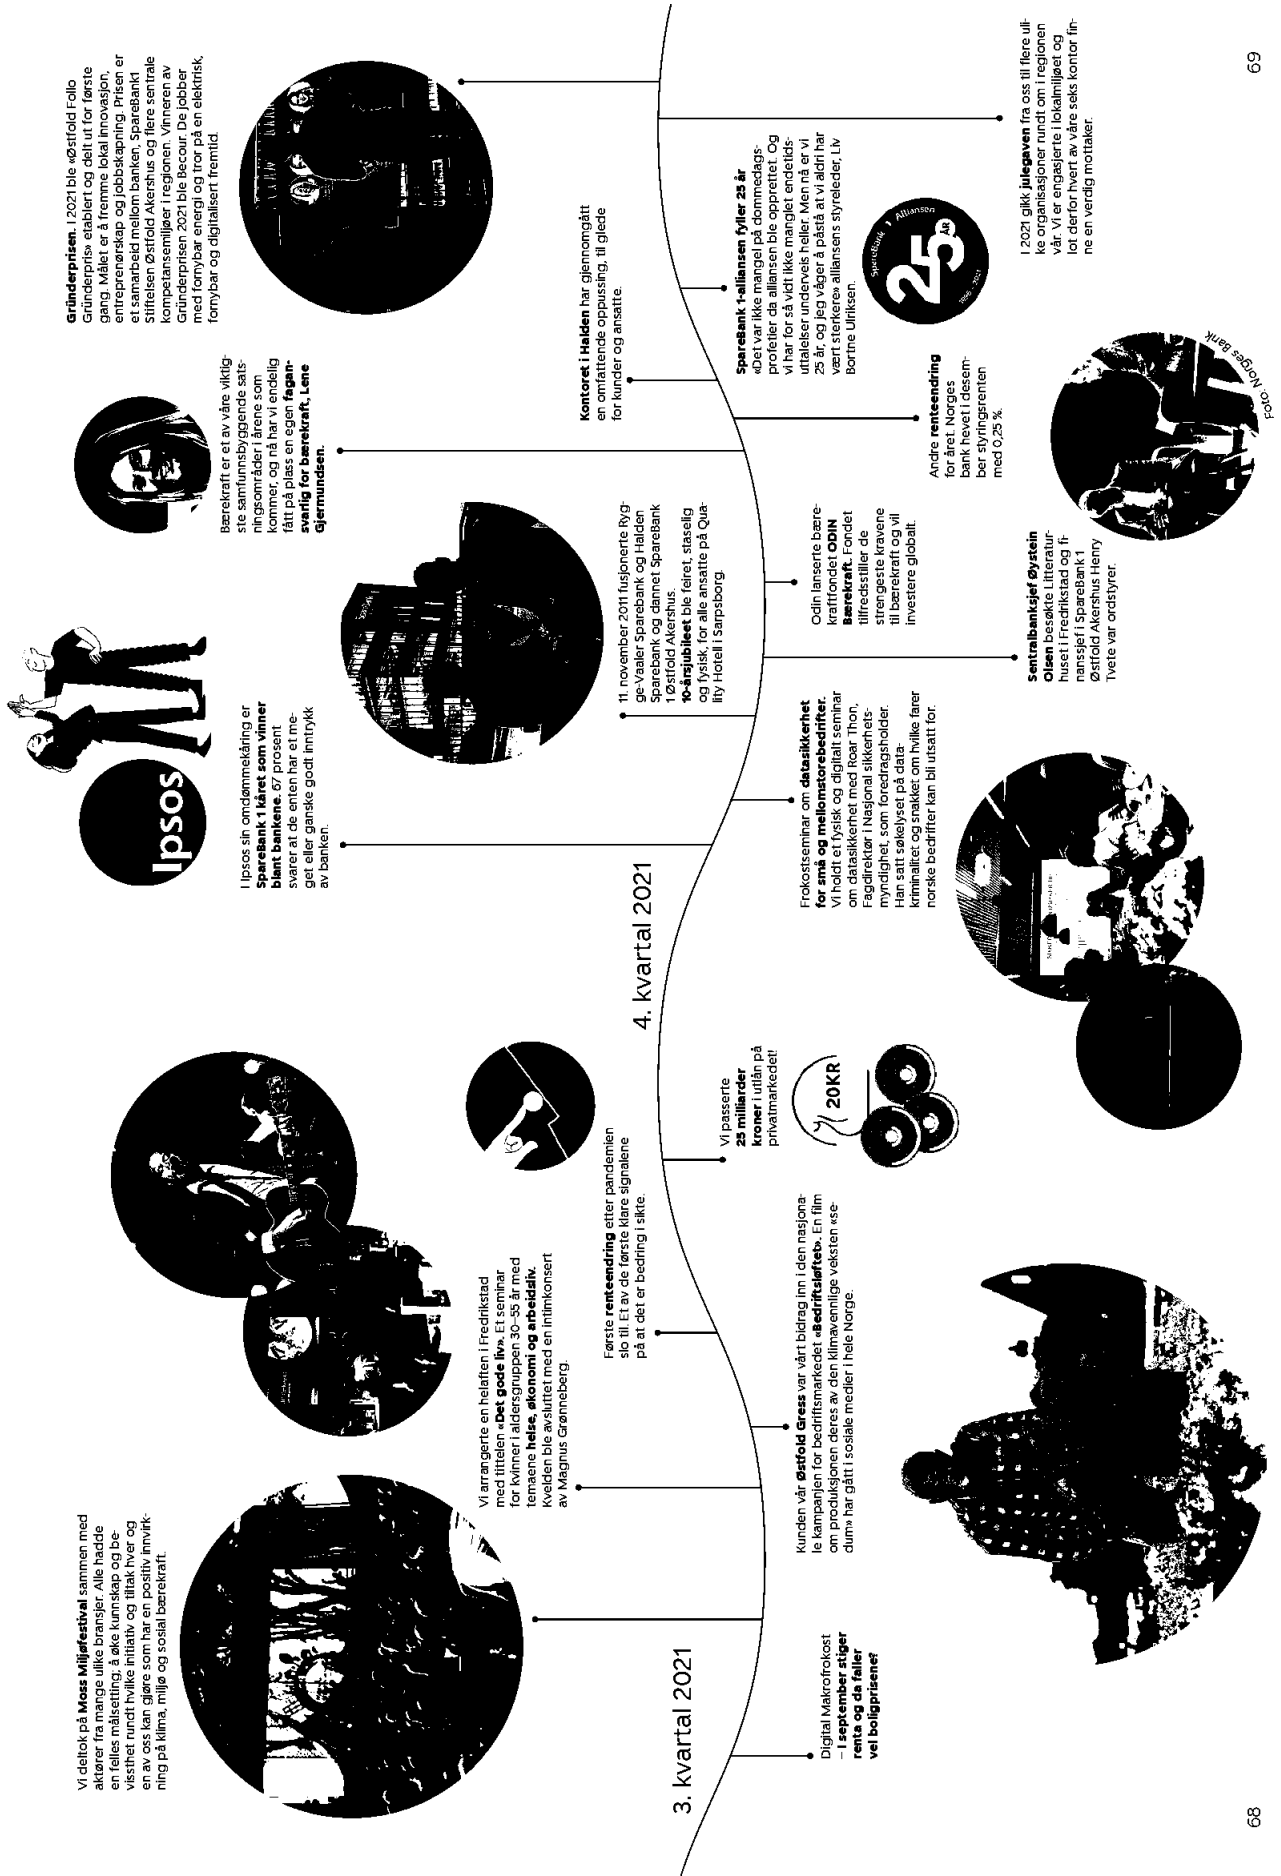 Vi deltok på Moss Miljøfestival sammen med
aktører fra mange ulike bransjer. Alle hadde
en felles målsetting; å øke kunnskap og be-
vissthet rundt hvilke initiativ og tiltak hver og
en av oss kan gjøre som har en positiv innvirk-
ning på klima, miljø og sosial bærekraft.
3. kvartal 2021
Digital Makrofrokost
– I september stiger
renta og da faller
vel boligprisene?
Vi arrangerte en helaften i Fredrikstad
med tittelen «Det gode liv». Et seminar
for kvinner i aldersgruppen 30–55 år med
temaene helse, økonomi og arbeidsliv.
Kvelden ble avsluttet med en intimkonsert
av Magnus Grønneberg.
Kunden vår Østfold Gress var vårt bidrag inn i den nasjona-
le kampanjen for bedriftsmarkedet «Bedriftsløftet». En film
om produksjonen deres av den klimavennlige veksten «se-
dum» har gått i sosiale medier i hele Norge.
Første renteendring etter pandemien
slo til. Et av de første klare signalene
på at det er bedring i sikte.
Vi passerte
25 milliarder
kroner i utlån på
privatmarkedet!
20KR
68
4. kvartal 2021
Ipsos
I Ipsos sin omdømmekåring er
SpareBank 1 kåret som vinner
blant bankene. 67 prosent
svarer at de enten har et me-
get eller ganske godt inntrykk
av banken.
Frokostseminar om datasikkerhet
for små og mellomstorebedrifter.
Vi holdt et fysisk og digitalt seminar
om datasikkerhet med Roar Thon,
Fagdirektør i Nasjonal sikkerhets-
myndighet, som foredragsholder.
Han satt søkelyset på data-
kriminalitet og snakket om hvilke farer
norske bedrifter kan bli utsatt for.
11. november 2011 fusjonerte Ryg-
ge-Vaaler Sparebank og Halden
Sparebank og dannet SpareBank
1 Østfold Akershus.
10-årsjubileet ble feiret, staselig
og fysisk, for alle ansatte på Qua-
lity Hotell i Sarpsborg.
Sentralbanksjef Øystein
Olsen besøkte Litteratur-
huset i Fredrikstad og fi-
nanssjef i SpareBank 1
Østfold Akershus Henry
Tvete var ordstyrer.
Foto: Norges Bank
Odin lanserte bære-
kraftfondet ODIN
Bærekraft. Fondet
tilfredsstiller de
strengeste kravene
til bærekraft og vil
investere globalt.
Bærekraft er et av våre viktig-
ste samfunnsbyggende sats-
ningsområder i årene som
kommer, og nå har vi endelig
fått på plass en egen fagan-
svarlig for bærekraft, Lene
Gjermundsen.
Andre renteendring
for året. Norges
bank hevet i desem-
ber styringsrenten
med 0,25 %.
Kontoret i Halden har gjennomgått
en omfattende oppussing, til glede
for kunder og ansatte.
SpareBank 1-alliansen fyller 25 år
«Det var ikke mangel på dommedags-
profetier da alliansen ble opprettet. Og
vi har for så vidt ikke manglet endetids-
uttalelser underveis heller. Men nå er vi
25 år, og jeg våger å påstå at vi aldri har
vært sterkere» alliansens styreleder, Liv
Bortne Ulriksen.
SpareBank 1 Alliansen
25 ÅR
1996 - 2021
Gründerprisen. I 2021 ble «Østfold Follo
Gründerpris» etablert og delt ut for første
gang. Målet er å fremme lokal innovasjon,
entreprenørskap og jobbskapning. Prisen er
et samarbeid mellom banken, SpareBank1
Stiftelsen Østfold Akershus og flere sentrale
kompetansemiljøer i regionen. Vinneren av
Gründerprisen 2021 ble Becour. De jobber
med fornybar energi og tror på en elektrisk,
fornybar og digitalisert fremtid.
I 2021 gikk julegaven fra oss til flere uli-
ke organisasjoner rundt om i regionen
vår. Vi er engasjerte i lokalmiljøet og
lot derfor hvert av våre seks kontor fin-
ne en verdig mottaker.
69